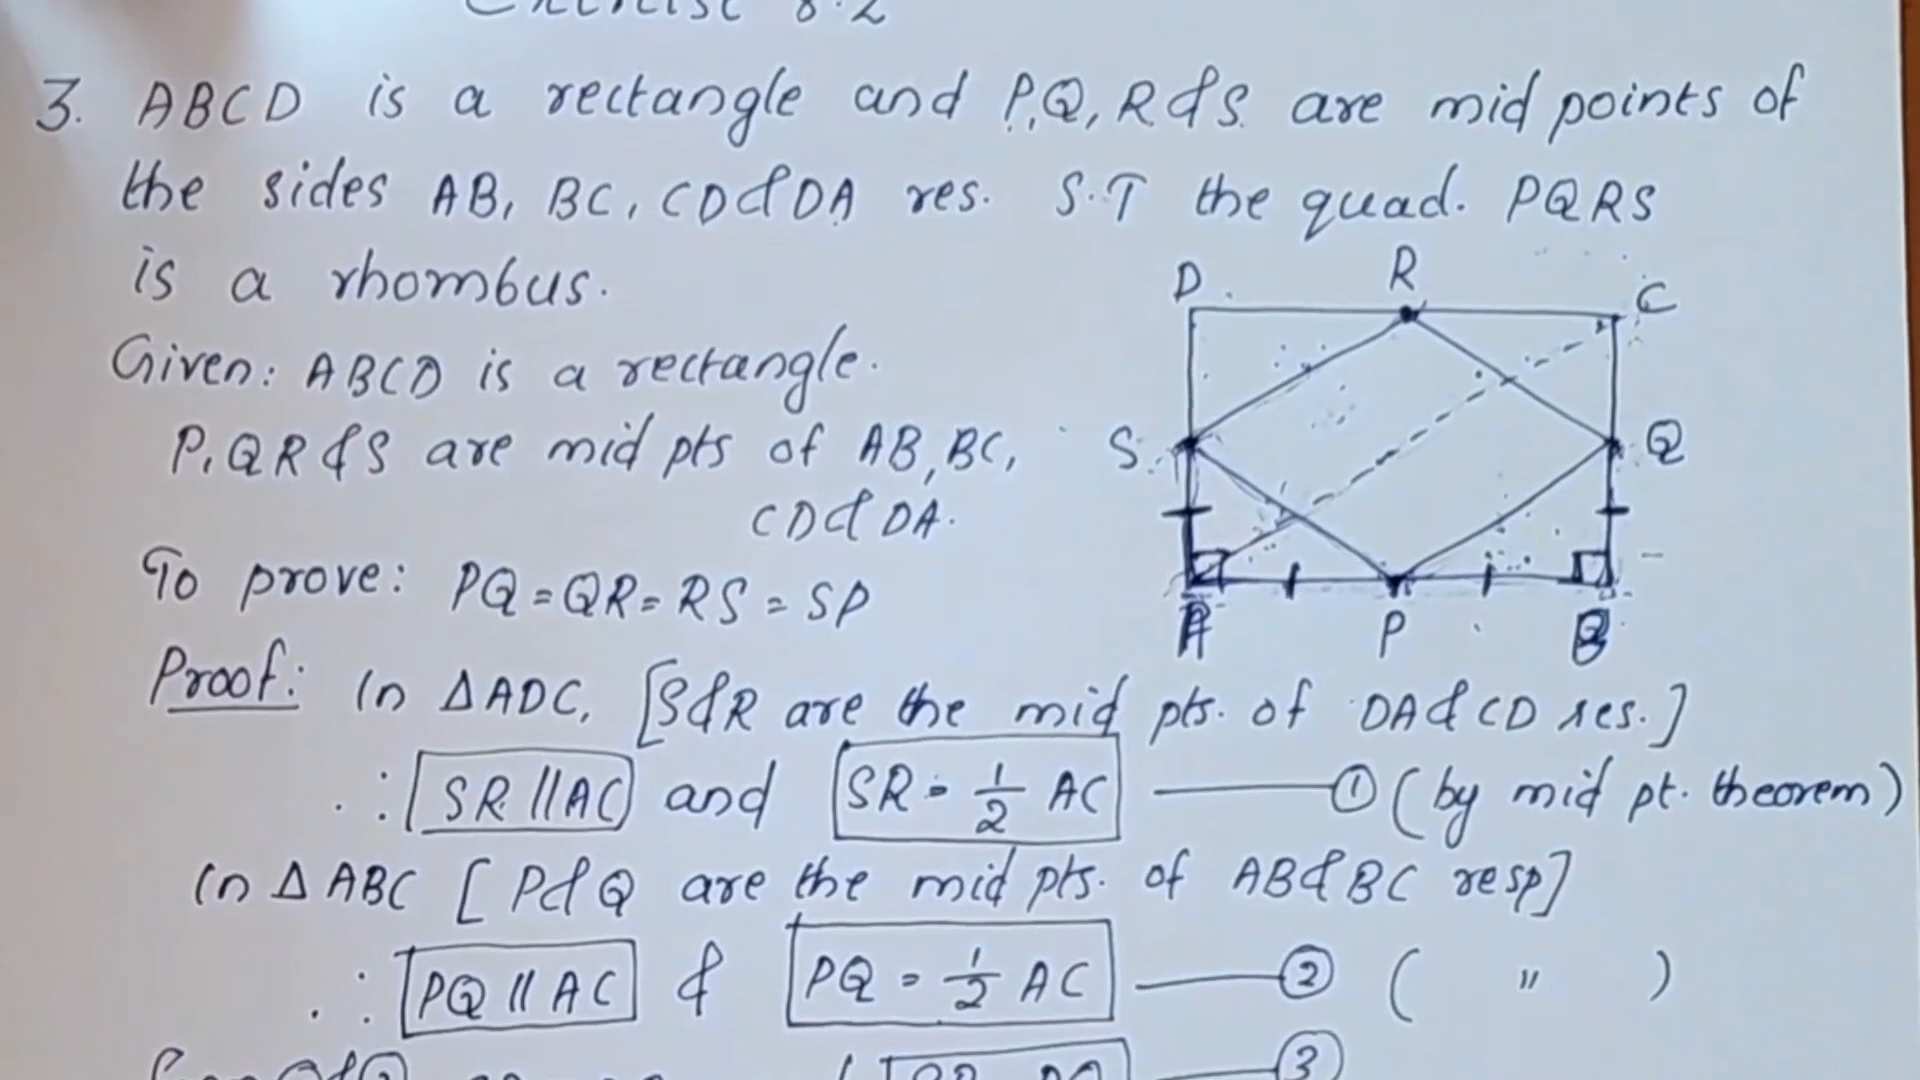 Exercise 8.2
3. ABCD is a rectangle and P, Q, R & S are mid points of
the sides AB, BC, CD & DA res. S.T the quad. PQRS
is a rhombus.
D R C
Given: ABCD is a rectangle.
P, Q R & S are mid pts of AB, BC,
S Q
CD & DA.
To prove: PQ = QR = RS = SP
A P B
Proof: In ∆ADC, [S & R are the mid pts. of DA & CD res.]
∴ SR || AC and SR = 1/2 AC ——— ① (by mid pt. theorem)
In ∆ ABC [P & Q are the mid pts. of AB & BC resp]
∴ PQ || AC & PQ = 1/2 AC ——— ② ( " )
③